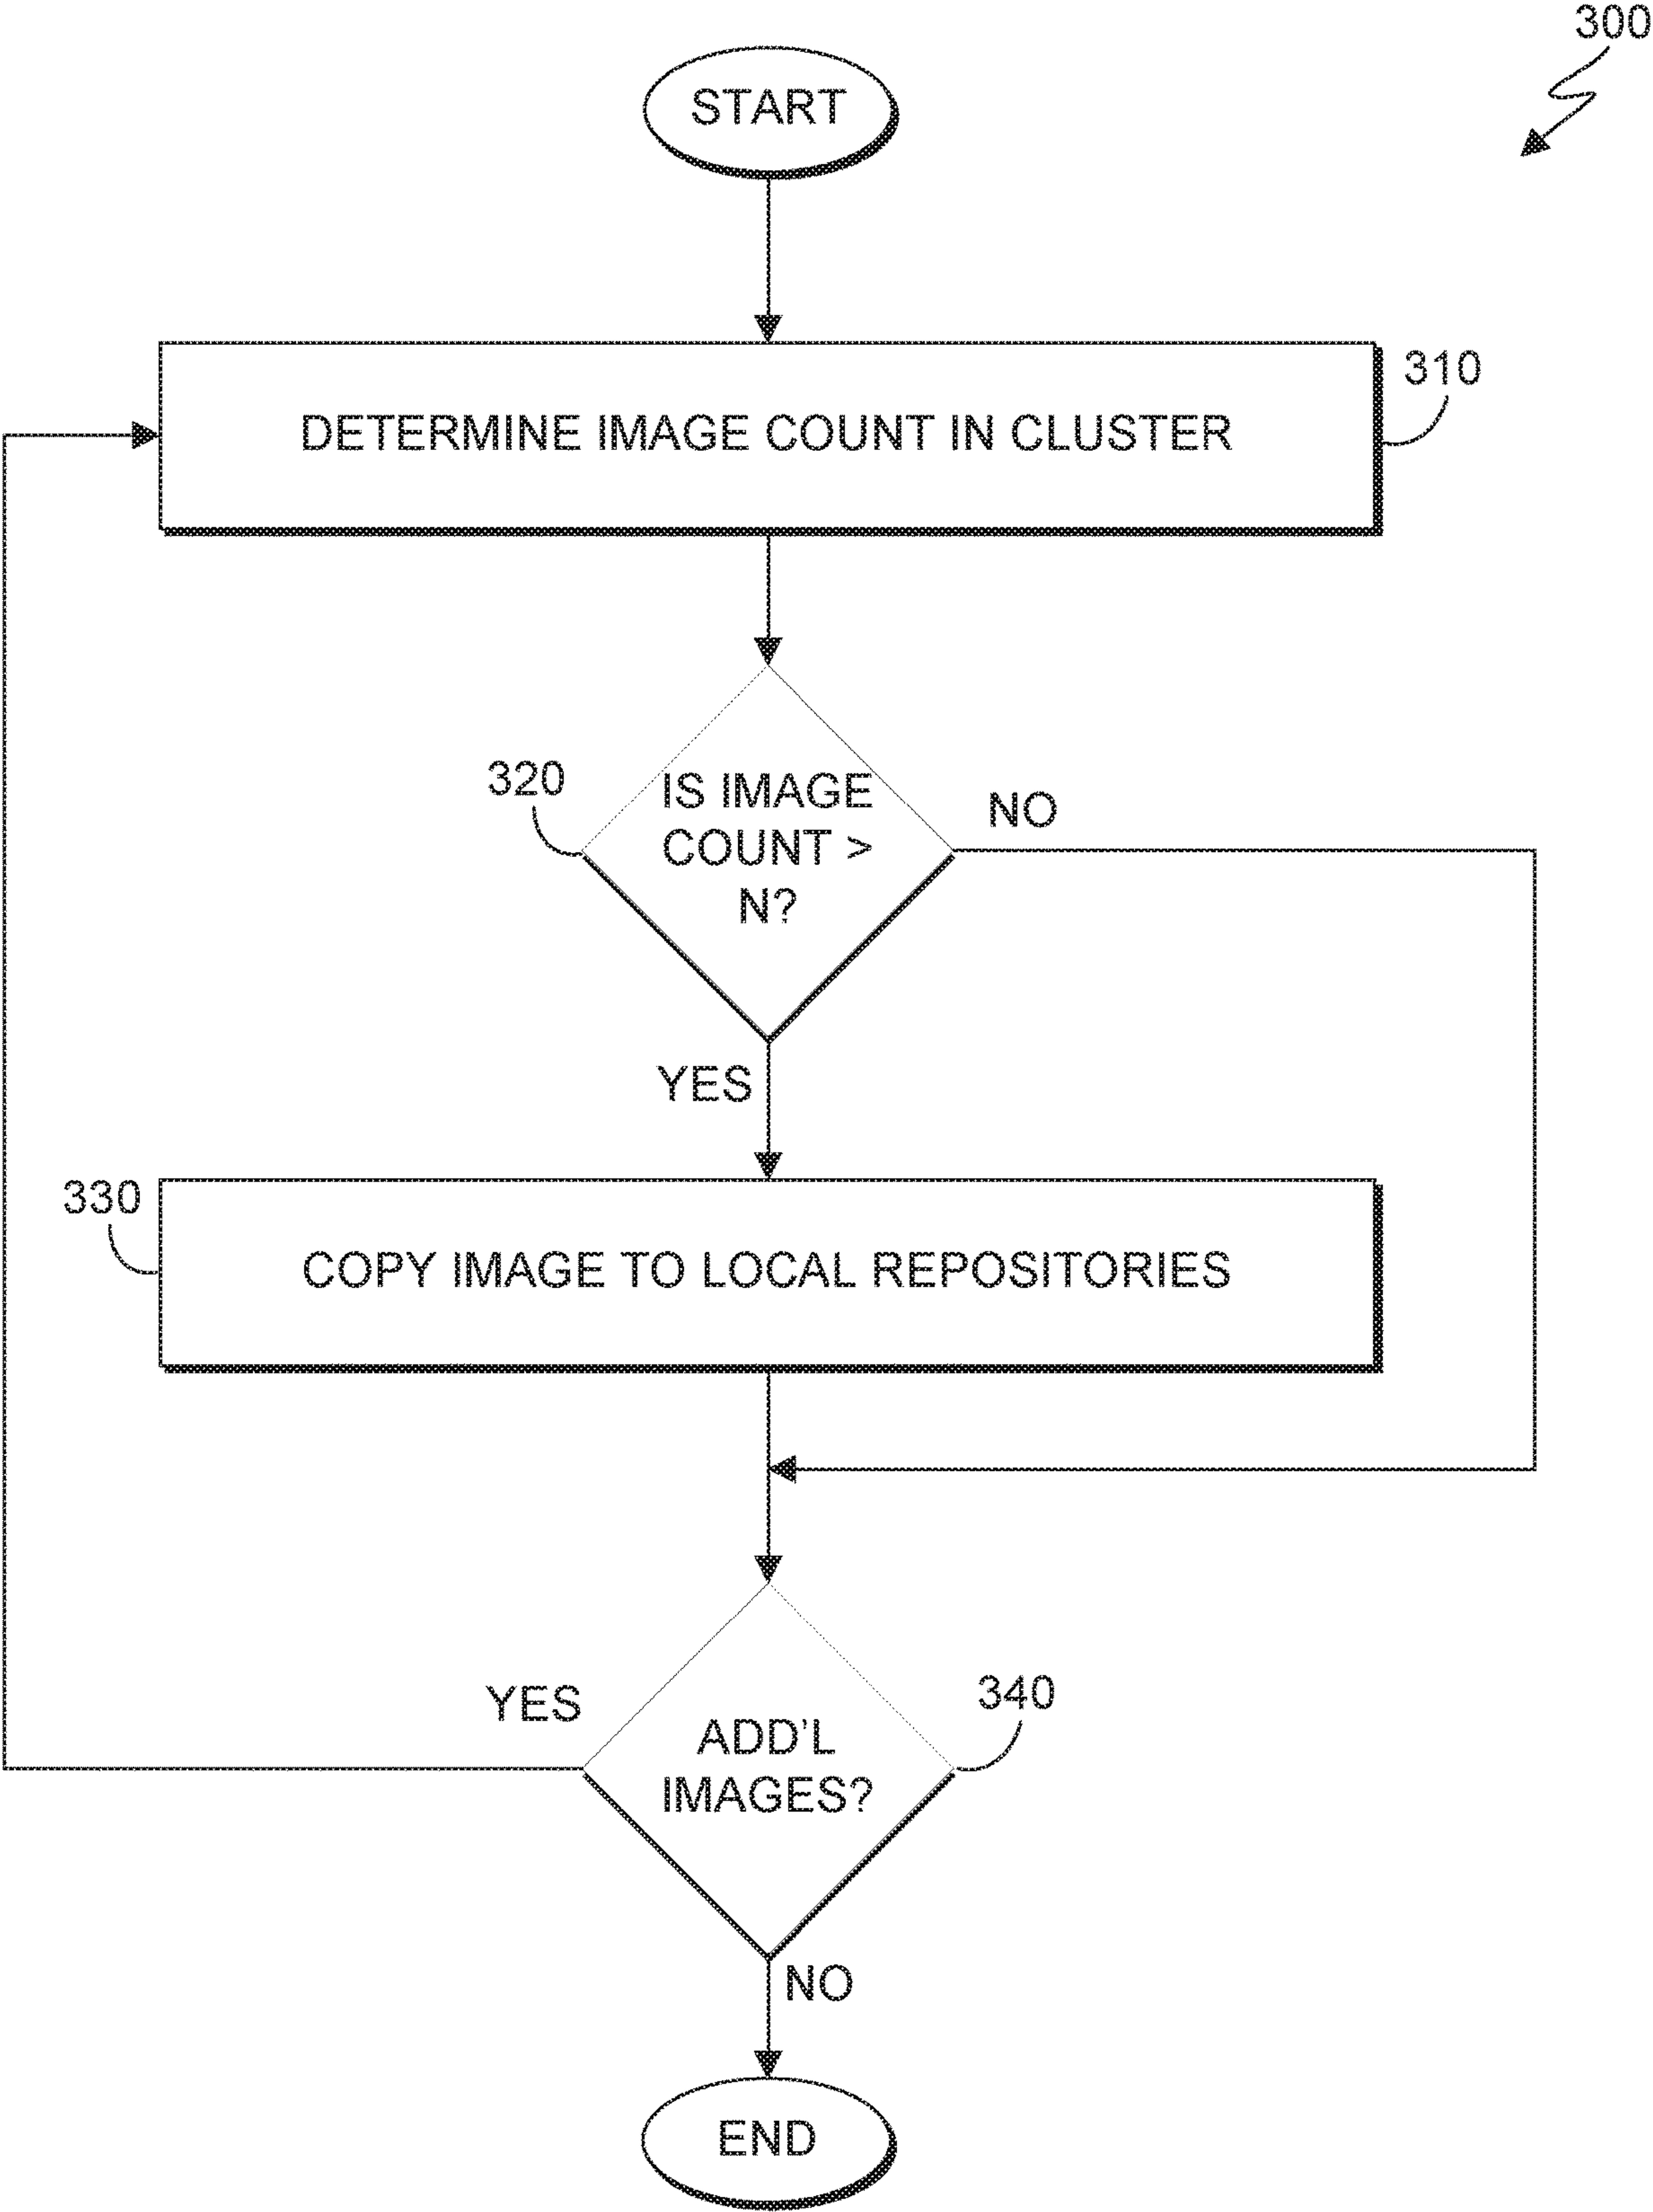 300
START
310
DETERMINE IMAGE COUNT IN CLUSTER
320
IS IMAGE
COUNT >
N?
NO
YES
330
COPY IMAGE TO LOCAL REPOSITORIES
YES
340
ADD'L
IMAGES?
NO
END